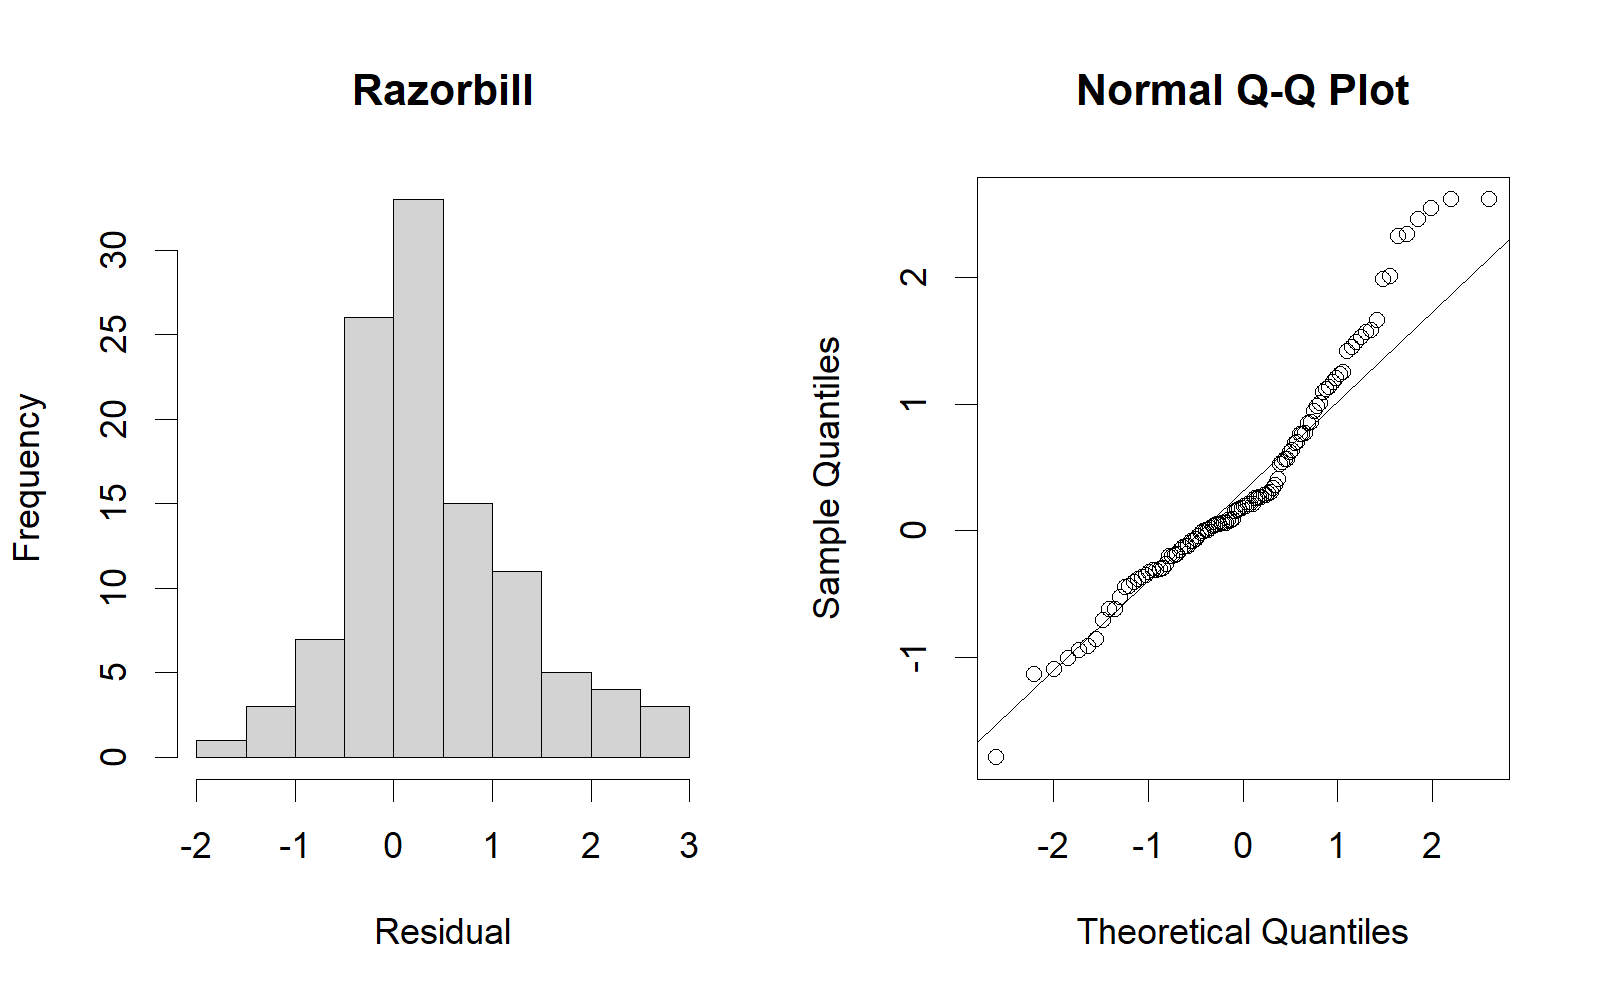 Razorbill
Frequency
0 5 10 15 20 25 30
-2 -1 0 1 2 3
Residual
Normal Q-Q Plot
Sample Quantiles
-1 0 1 2
-2 -1 0 1 2
Theoretical Quantiles